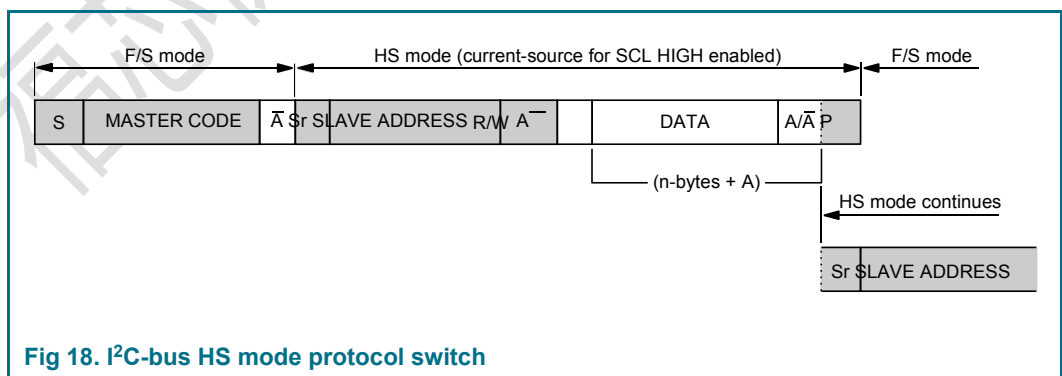 F/S mode HS mode (current-source for SCL HIGH enabled) F/S mode
S MASTER CODE A̅ Sr SLAVE ADDRESS R/W A DATA A/A̅ P
(n-bytes + A)
HS mode continues
Sr SLAVE ADDRESS
Fig 18. I²C-bus HS mode protocol switch